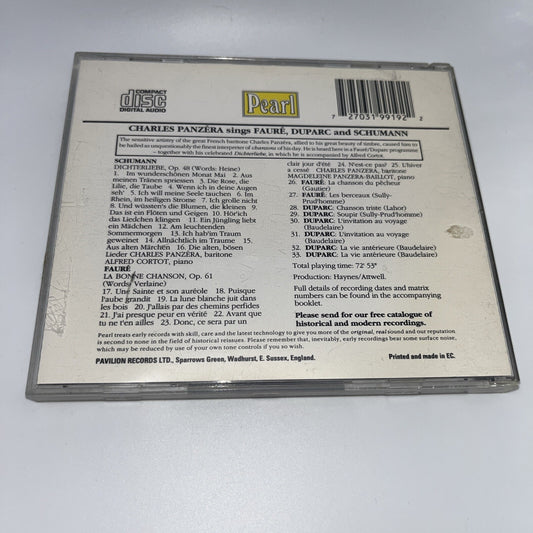 COMPACT
disc
DIGITAL AUDIO
Pearl
7 27031 99192 2
CHARLES PANZÉRA sings FAURÉ, DUPARC and SCHUMANN
The sensitive artistry of the great French baritone Charles Panzéra, allied to his great beauty of timbre, caused him to
be hailed as unquestionably the finest interpreter of chansons of his day. He is heard here in a Fauré/Duparc programme
– together with his celebrated Dichterliebe, in which he is accompanied by Alfred Cortot.
SCHUMANN
DICHTERLIEBE, Op. 48 (Words: Heine)
1. Im wunderschönen Monat Mai 2. Aus
meinen Tränen spriessen 3. Die Rose, die
Lilie, die Taube 4. Wenn ich in deine Augen
seh' 5. Ich will meine Seele tauchen 6. Im
Rhein, im heiligen Strome 7. Ich grolle nicht
8. Und wüssten's die Blumen, die kleinen 9.
Das ist ein Flöten und Geigen 10. Hör'ich
das Liedchen klingen 11. Ein Jüngling liebt
ein Mädchen 12. Am leuchtenden
Sommermorgen 13. Ich hab'im Traum
geweinet 14. Allnächtlich im Traume 15.
Aus alten Märchen 16. Die alten, bösen
Lieder CHARLES PANZÉRA, baritone
ALFRED CORTOT, piano
FAURÉ
LA BONNE CHANSON, Op. 61
(Words: Verlaine)
17. Une Sainte et son auréole 18. Puisque
l'aube grandit 19. La lune blanche juit dans
les bois 20. J'allais par des chemins perfides
21. J'ai presque peur en vérité 22. Avant que
tu ne t'en ailles 23. Donc, ce sera par un
clair jour d'été 24. N'est-ce pas? 25. L'hiver
a cessé CHARLES PANZÉRA, baritone
MAGDELEINE PANZERA-BAILLOT, piano
26. FAURÉ: La chanson du pêcheur
(Gautier)
27. FAURÉ: Les berceaux (Sully-
Prud'homme)
28. DUPARC: Chanson triste (Lahor)
29. DUPARC: Soupir (Sully-Prud'homme)
30. DUPARC: L'invitation au voyage
(Baudelaire)
31. DUPARC: L'invitation au voyage
(Baudelaire)
32. DUPARC: La vie antérieure (Baudelaire)
33. DUPARC: La vie antérieure (Baudelaire)
Total playing time: 72' 53"
Production: Haynes/Attwell.
Full details of recording dates and matrix
numbers can be found in the accompanying
booklet.
Please send for our free catalogue of
historical and modern recordings.
Pearl treats early records with skill, care and the latest technology to give you more of the original, real sound and our reputation
is second to none in the field of historical reissues. Please remember that, inevitably, early recordings bear some surface noise,
which may be reduced by use of your own tone controls if you so wish.
PAVILION RECORDS LTD., Sparrows Green, Wadhurst, E. Sussex, England.
Printed and made in EC.